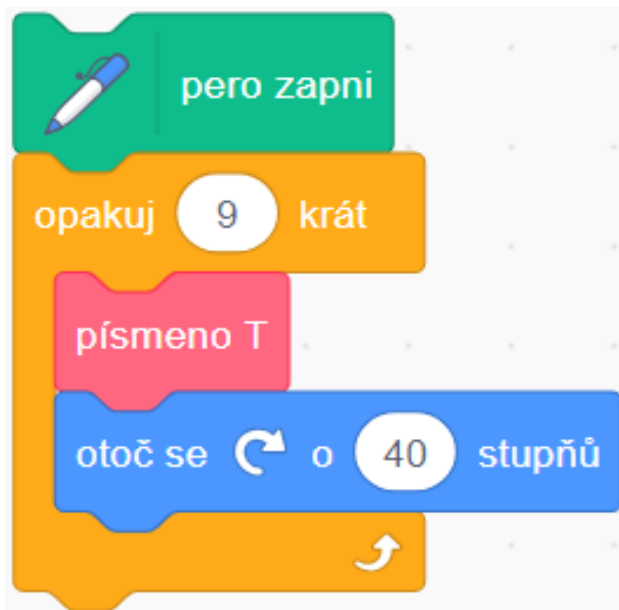 pero zapni
opakuj 9 krát
písmeno T
otoč se o 40 stupňů